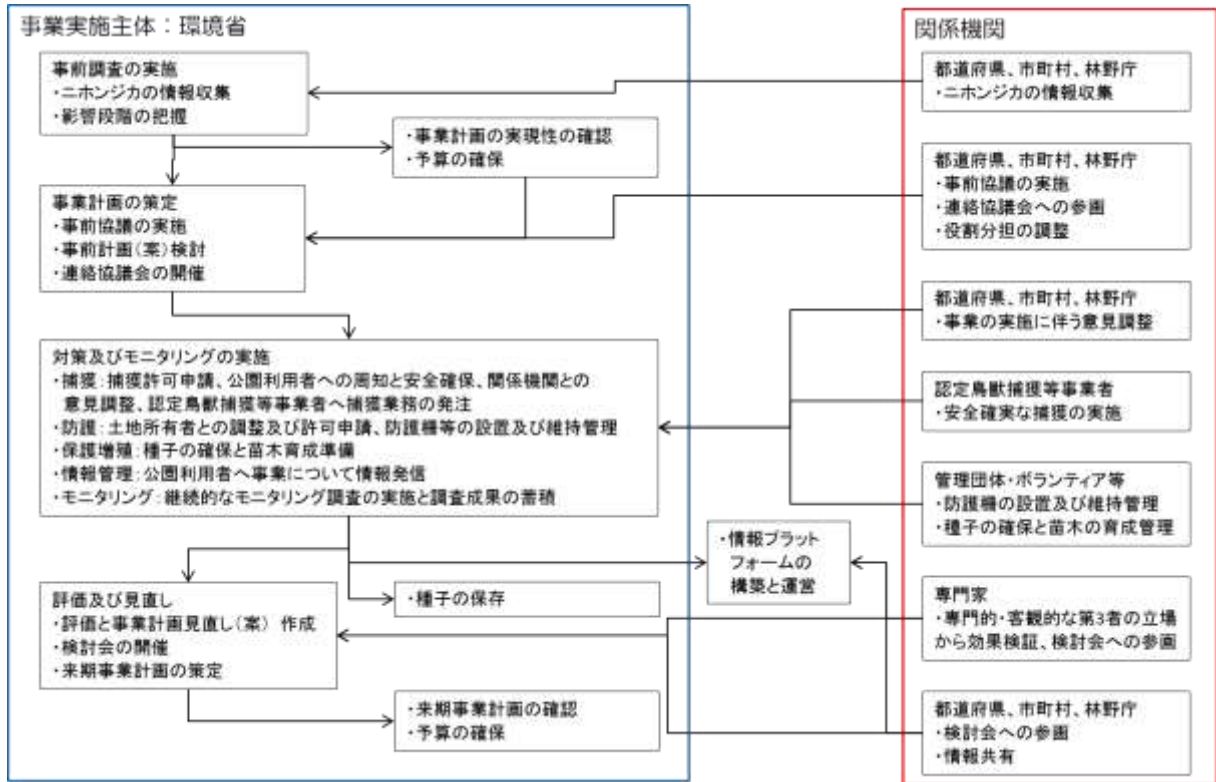 事業実施主体：環境省
事前調査の実施
・ニホンジカの情報収集
・影響段階の把握
・事業計画の実現性の確認
・予算の確保
事業計画の策定
・事前協議の実施
・事前計画(案)検討
・連絡協議会の開催
対策及びモニタリングの実施
・捕獲：捕獲許可申請、公園利用者への周知と安全確保、関係機関との
意見調整、認定鳥獣捕獲等事業者へ捕獲業務の発注
・防護：土地所有者との調整及び許可申請、防護柵等の設置及び維持管理
・保護増殖：種子の確保と苗木育成準備
・情報管理：公園利用者へ事業について情報発信
・モニタリング：継続的なモニタリング調査の実施と調査成果の蓄積
・情報プラット
フォームの
構築と運営
・種子の保存
評価及び見直し
・評価と事業計画見直し(案) 作成
・検討会の開催
・来期事業計画の策定
・来期事業計画の確認
・予算の確保
関係機関
都道府県、市町村、林野庁
・ニホンジカの情報収集
都道府県、市町村、林野庁
・事前協議の実施
・連絡協議会への参画
・役割分担の調整
都道府県、市町村、林野庁
・事業の実施に伴う意見調整
認定鳥獣捕獲等事業者
・安全確実な捕獲の実施
管理団体・ボランティア等
・防護柵の設置及び維持管理
・種子の確保と苗木の育成管理
専門家
・専門的・客観的な第3者の立場
から効果検証、検討会への参画
都道府県、市町村、林野庁
・検討会への参画
・情報共有